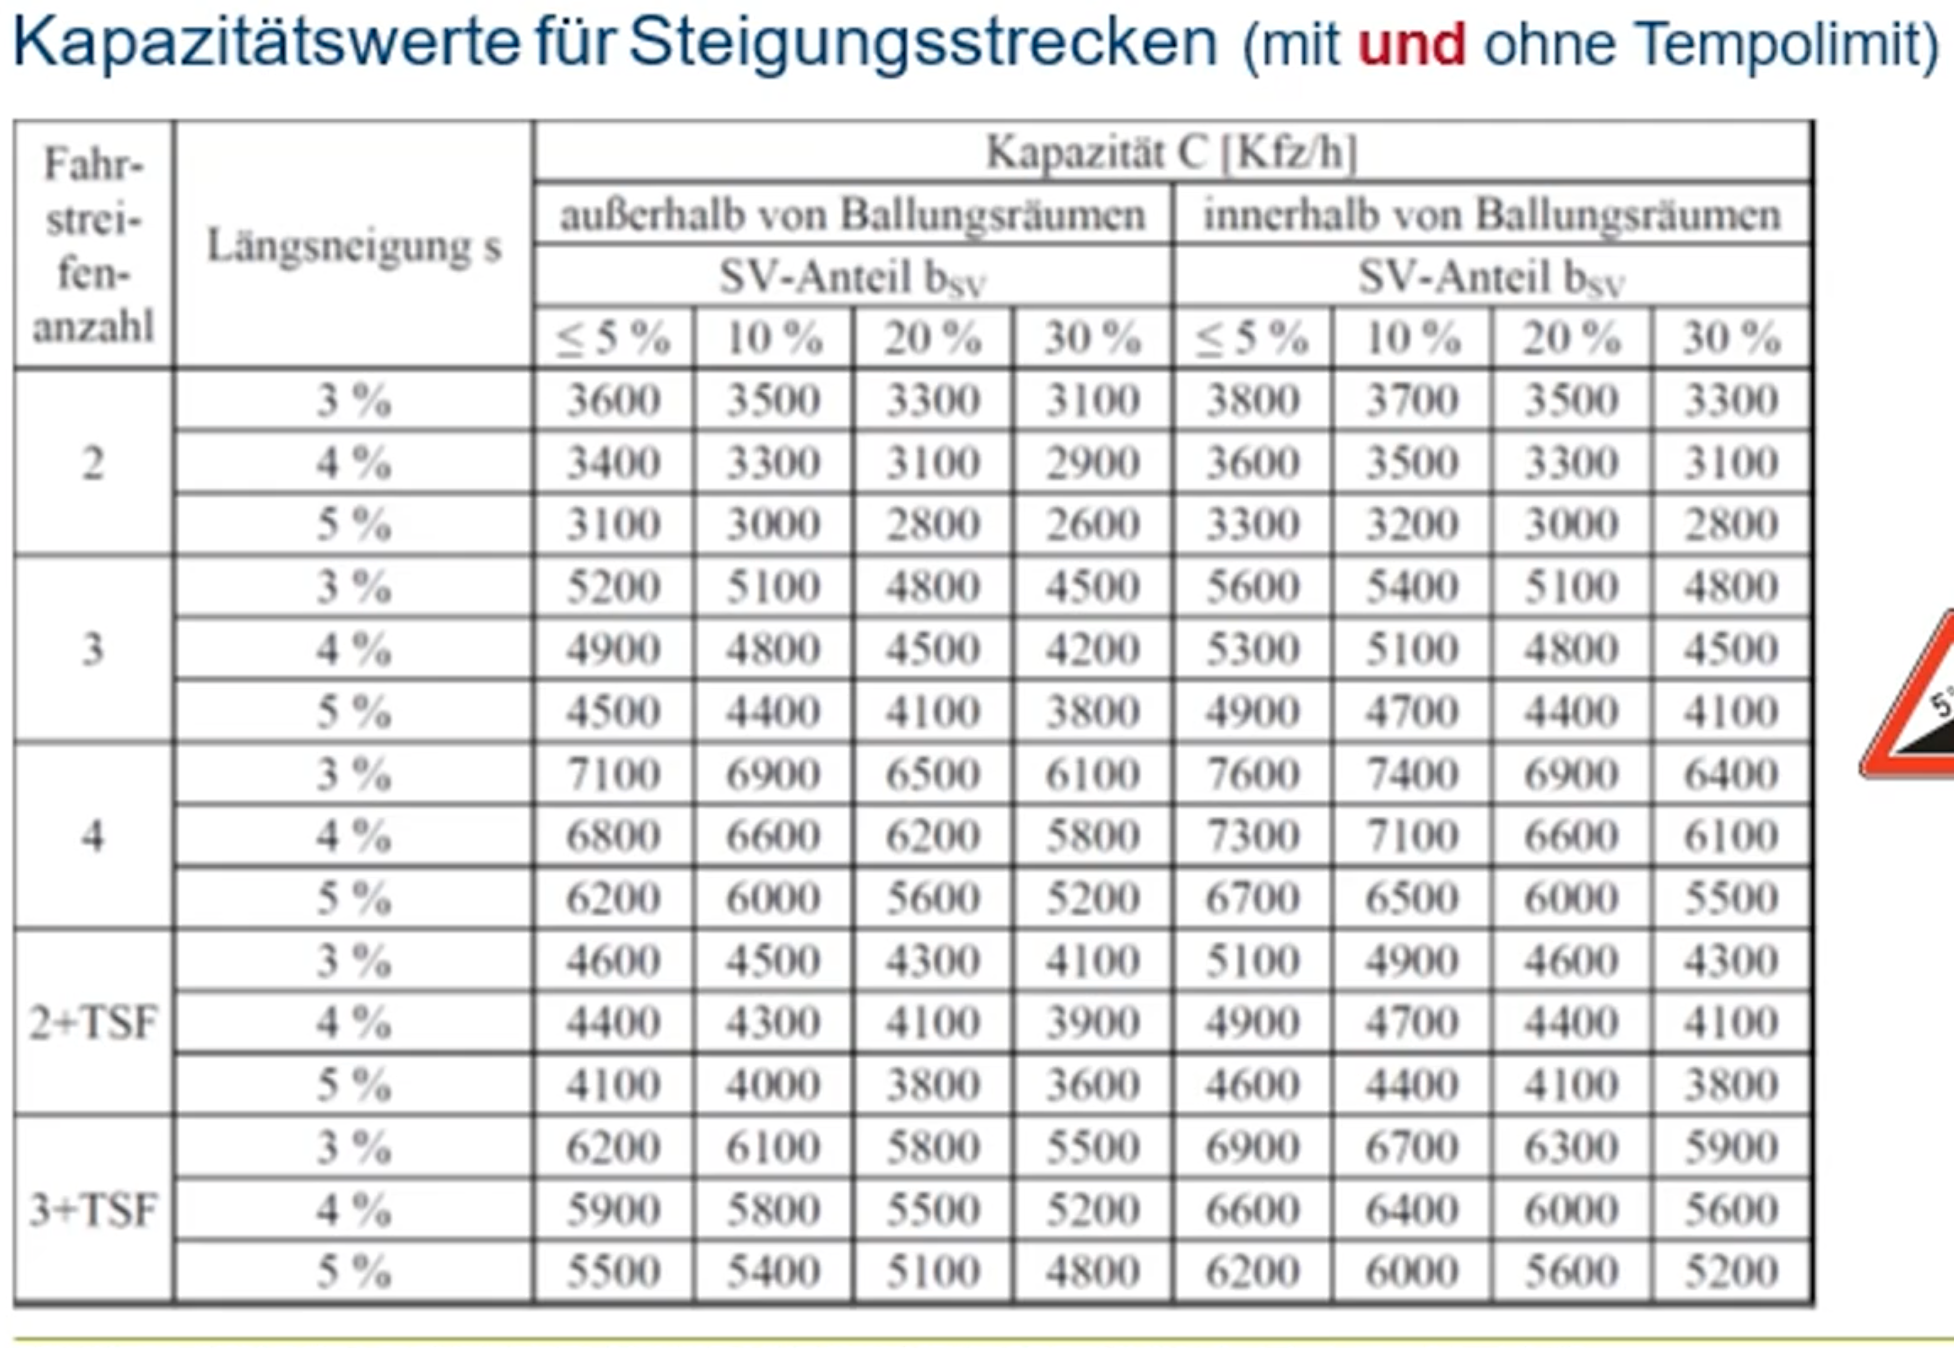 Kapazitätswerte für Steigungsstrecken (mit und ohne Tempolimit)
Fahr-
strei-
fen-
anzahl
Längsneigung s
Kapazität C [Kfz/h]
außerhalb von Ballungsräumen innerhalb von Ballungsräumen
SV-Anteil bSV SV-Anteil bSV
≤ 5 % 10 % 20 % 30 % ≤ 5 % 10 % 20 % 30 %
2
3 % 3600 3500 3300 3100 3800 3700 3500 3300
4 % 3400 3300 3100 2900 3600 3500 3300 3100
5 % 3100 3000 2800 2600 3300 3200 3000 2800
3
3 % 5200 5100 4800 4500 5600 5400 5100 4800
4 % 4900 4800 4500 4200 5300 5100 4800 4500
5 % 4500 4400 4100 3800 4900 4700 4400 4100
4
3 % 7100 6900 6500 6100 7600 7400 6900 6400
4 % 6800 6600 6200 5800 7300 7100 6600 6100
5 % 6200 6000 5600 5200 6700 6500 6000 5500
2+TSF
3 % 4600 4500 4300 4100 5100 4900 4600 4300
4 % 4400 4300 4100 3900 4900 4700 4400 4100
5 % 4100 4000 3800 3600 4600 4400 4100 3800
3+TSF
3 % 6200 6100 5800 5500 6900 6700 6300 5900
4 % 5900 5800 5500 5200 6600 6400 6000 5600
5 % 5500 5400 5100 4800 6200 6000 5600 5200